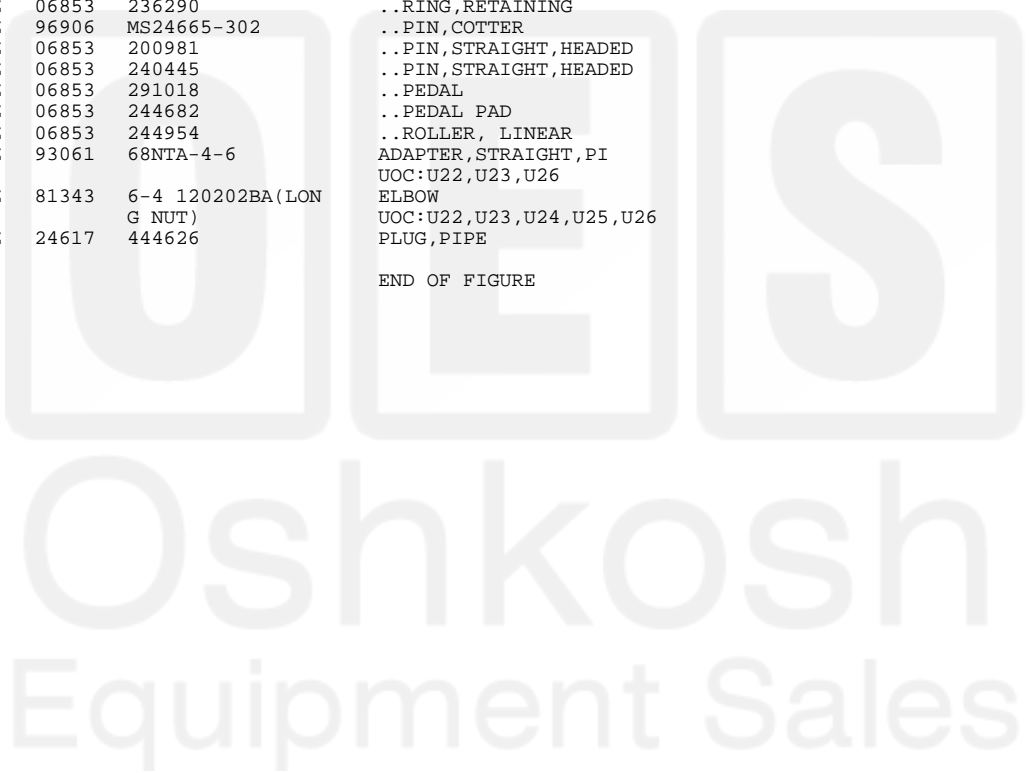 06853 236290 ..RING,RETAINING
96906 MS24665-302 ..PIN,COTTER
06853 200981 ..PIN,STRAIGHT,HEADED
06853 240445 ..PIN,STRAIGHT,HEADED
06853 291018 ..PEDAL
06853 244682 ..PEDAL PAD
06853 244954 ..ROLLER, LINEAR
93061 68NTA-4-6 ADAPTER,STRAIGHT,PI
UOC:U22,U23,U26
81343 6-4 120202BA(LON ELBOW
G NUT) UOC:U22,U23,U24,U25,U26
24617 444626 PLUG,PIPE
END OF FIGURE
OES
Oshkosh
Equipment Sales